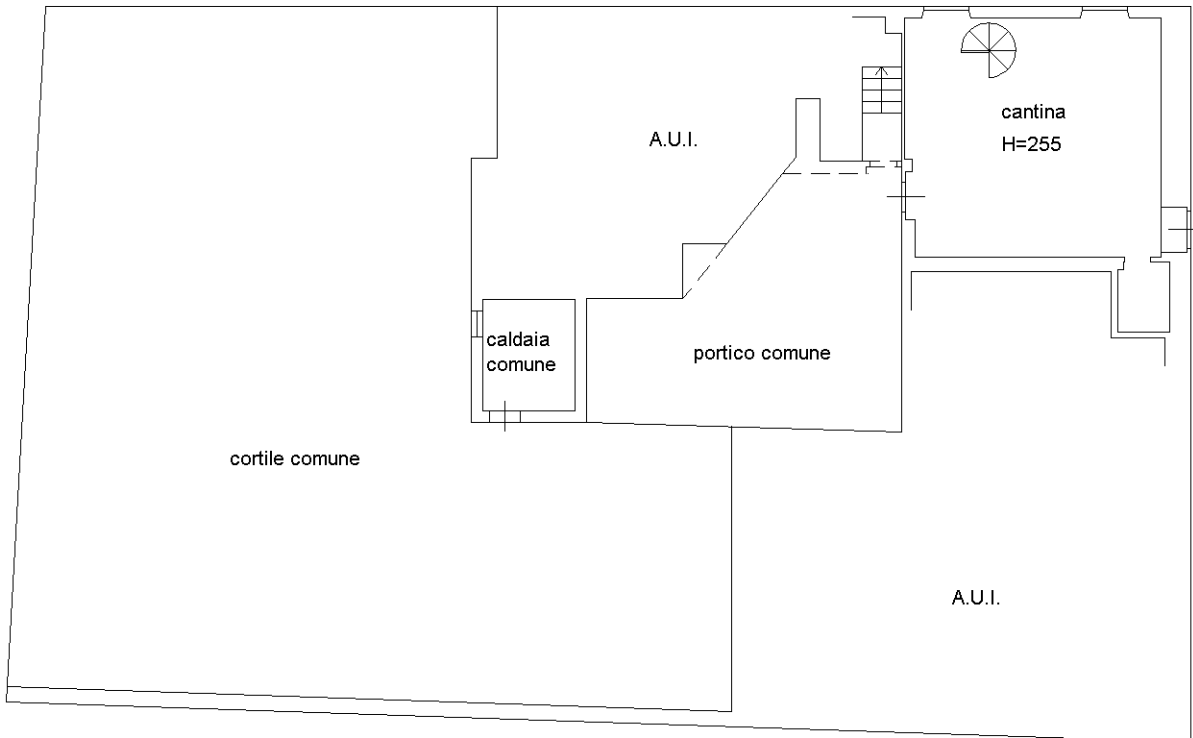 cantina
H=255
A.U.I.
caldaia
comune
portico comune
cortile comune
A.U.I.